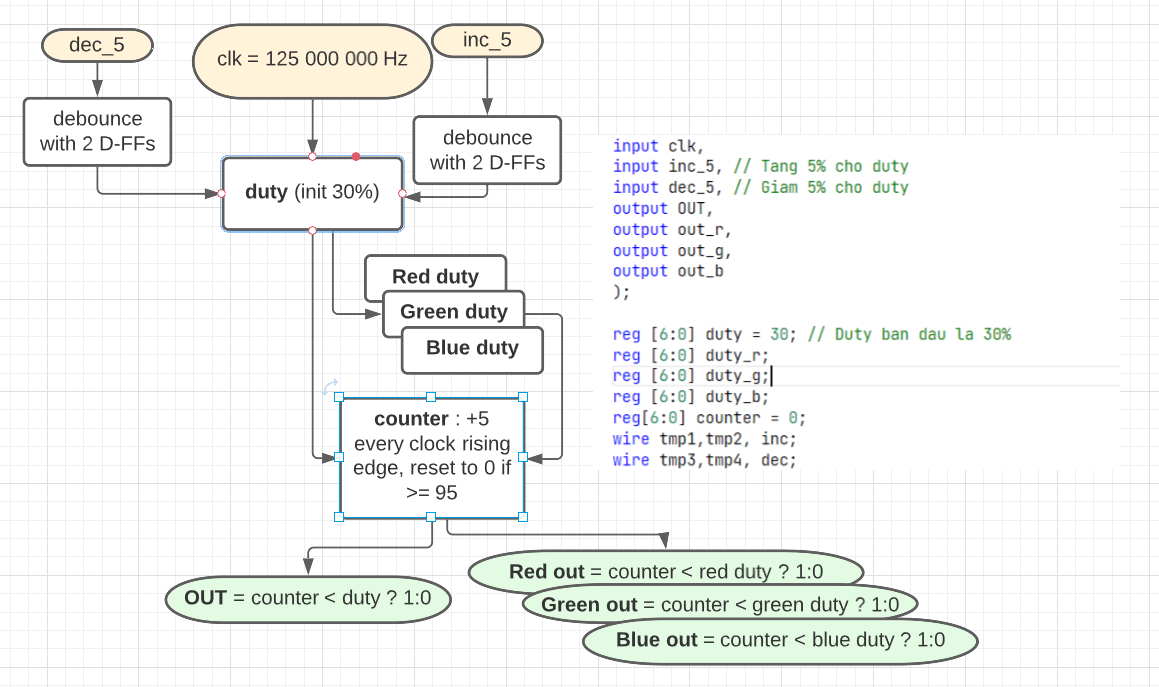 dec_5
clk = 125 000 000 Hz
inc_5
debounce
with 2 D-FFs
debounce
with 2 D-FFs
duty (init 30%)
Red duty
Green duty
Blue duty
counter : +5
every clock rising
edge, reset to 0 if
>= 95
OUT = counter < duty ? 1:0
Red out = counter < red duty ? 1:0
Green out = counter < green duty ? 1:0
Blue out = counter < blue duty ? 1:0
input clk,
input inc_5, // Tang 5% cho duty
input dec_5, // Giam 5% cho duty
output OUT,
output out_r,
output out_g,
output out_b
);
reg [6:0] duty = 30; // Duty ban dau la 30%
reg [6:0] duty_r;
reg [6:0] duty_g;
reg [6:0] duty_b;
reg[6:0] counter = 0;
wire tmp1,tmp2, inc;
wire tmp3,tmp4, dec;